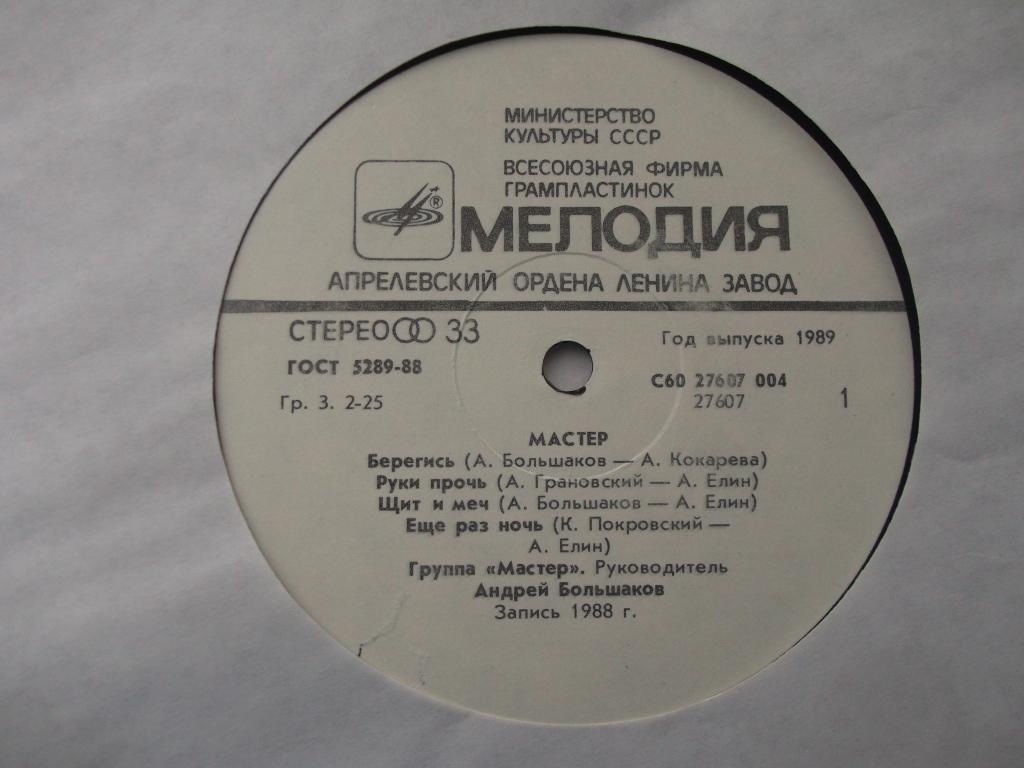 МИНИСТЕРСТВО
КУЛЬТУРЫ СССР
ВСЕСОЮЗНАЯ ФИРМА
ГРАМПЛАСТИНОК
®
МЕЛОДИЯ
АПРЕЛЕВСКИЙ ОРДЕНА ЛЕНИНА ЗАВОД
СТЕРЕО 33
Год выпуска 1989
ГОСТ 5289-88
С60 27607 004
Гр. 3. 2-25
27607
1
МАСТЕР
Берегись (А. Большаков — А. Кокарева)
Руки прочь (А. Грановский — А. Елин)
Щит и меч (А. Большаков — А. Елин)
Еще раз ночь (К. Покровский —
А. Елин)
Группа «Мастер». Руководитель
Андрей Большаков
Запись 1988 г.